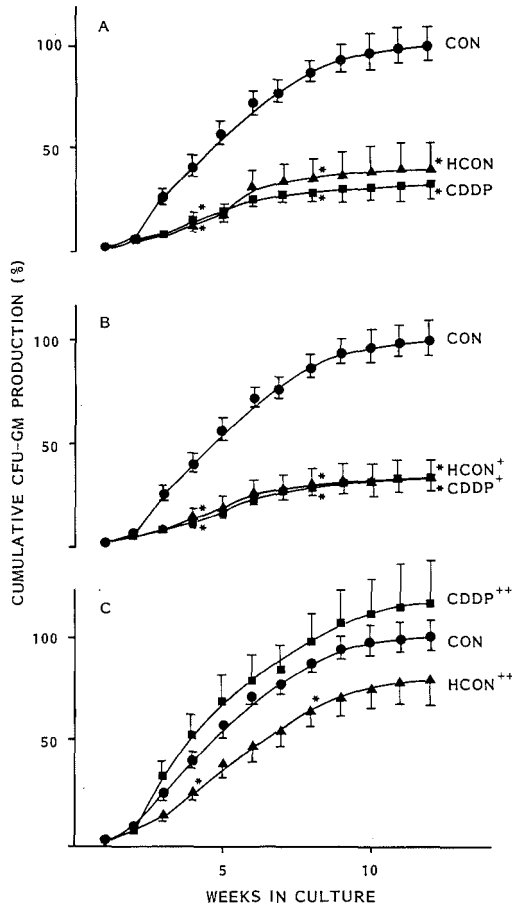 A
100
50
CON
* HCON
* CDDP
*
*
*
*
CUMULATIVE CFU-GM PRODUCTION (%)
B
100
50
CON
* HCON+
* CDDP+
*
*
*
*
C
100
50
CDDP++
CON
HCON++
*
*
5
10
WEEKS IN CULTURE